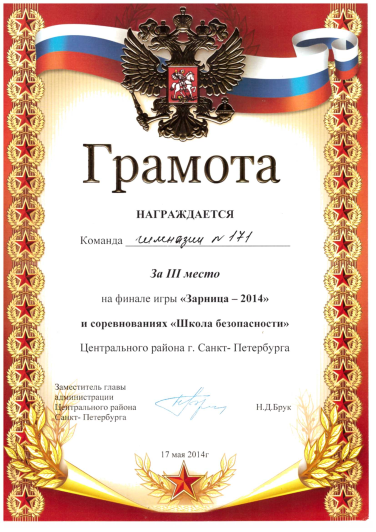 Грамота
НАГРАЖДАЕТСЯ
Команда гимназии № 171
За III место
на финале игры «Зарница – 2014»
и соревнованиях «Школа безопасности»
Центрального района г. Санкт- Петербурга
Заместитель главы
администрации
Центрального района
Санкт- Петербурга
Н.Д.Брук
17 мая 2014г